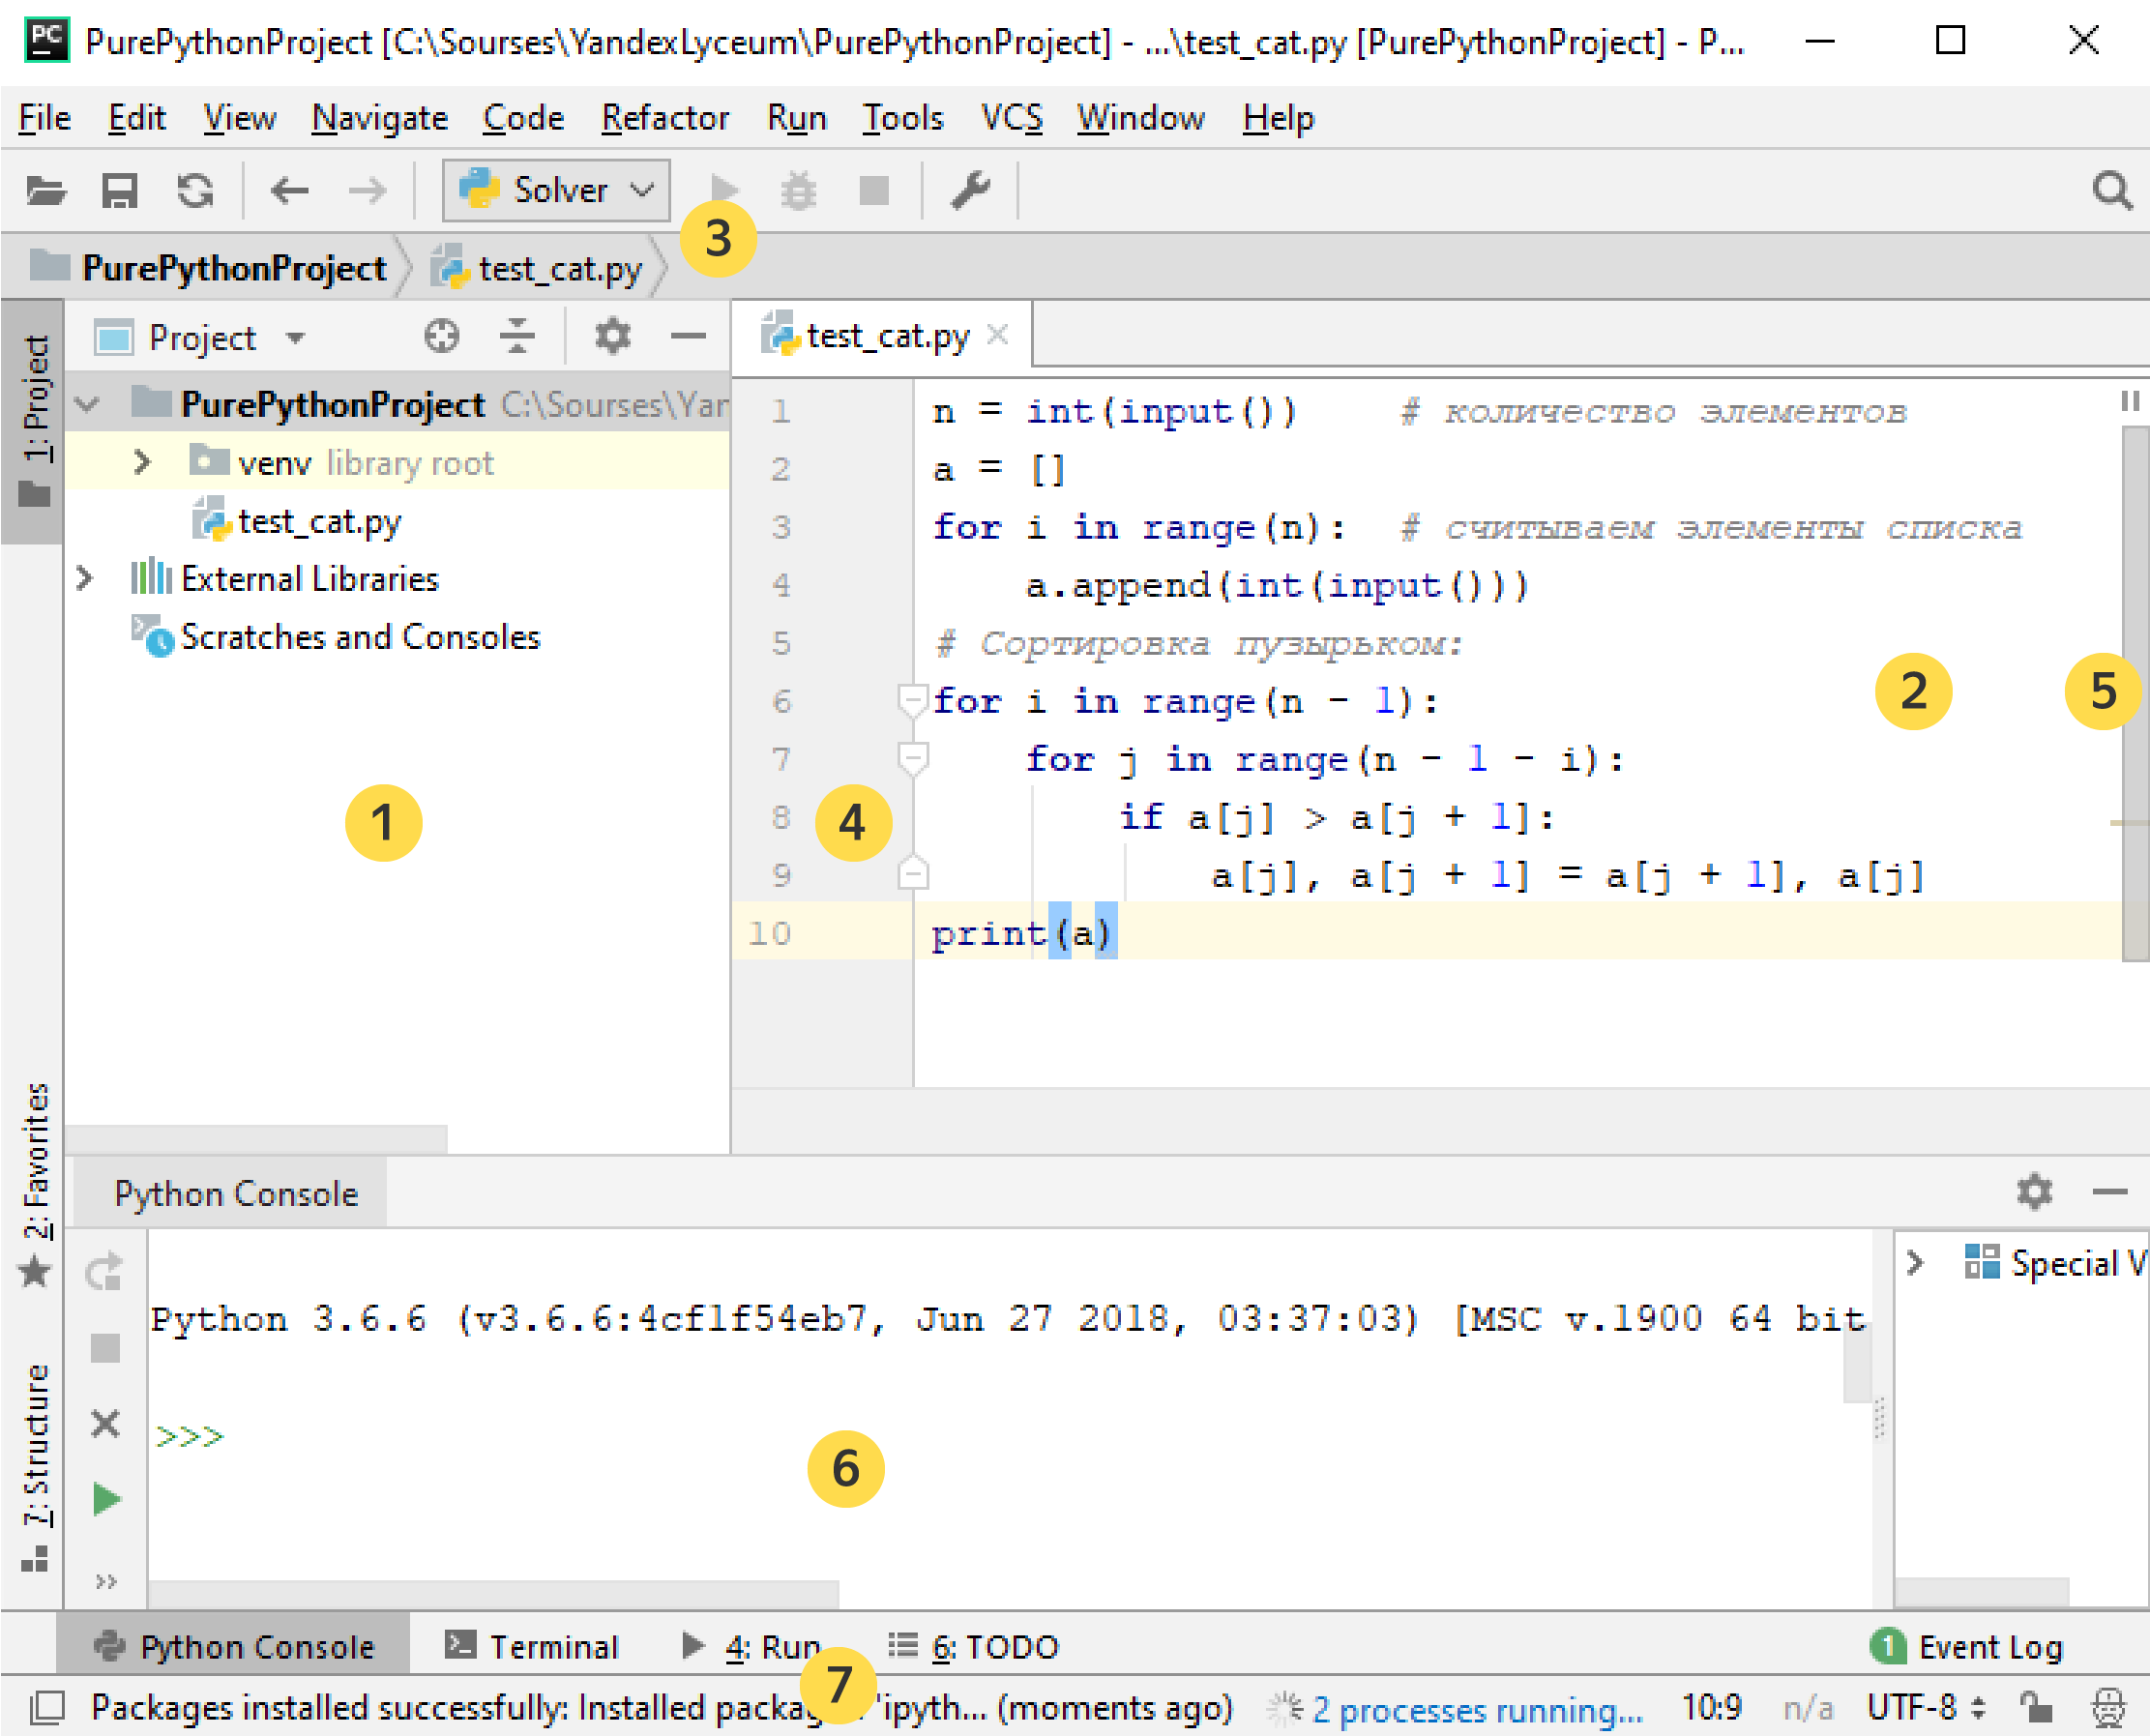 PC PurePythonProject [C:\Sourses\YandexLyceum\PurePythonProject] - ...\test_cat.py [PurePythonProject] - P...
File Edit View Navigate Code Refactor Run Tools VCS Window Help
Solver
3
PurePythonProject test_cat.py
1: Project
2: Favorites
7: Structure
Project
PurePythonProject C:\Sourses\Yan
venv library root
test_cat.py
External Libraries
Scratches and Consoles
1
test_cat.py
1 n = int(input()) # количество элементов
2 a = []
3 for i in range(n): # считываем элементы списка
4 a.append(int(input()))
5 # Сортировка пузырьком:
6 for i in range(n - 1):
7 for j in range(n - 1 - i):
8 if a[j] > a[j + 1]:
9 a[j], a[j + 1] = a[j + 1], a[j]
10 print(a)
2
5
4
Python Console
Python 3.6.6 (v3.6.6:4cf1f54eb7, Jun 27 2018, 03:37:03) [MSC v.1900 64 bit
>>>
6
Special V
Python Console Terminal 4: Run 6: TODO 1 Event Log
7
Packages installed successfully: Installed packag 'ipyth... (moments ago) 2 processes running... 10:9 n/a UTF-8